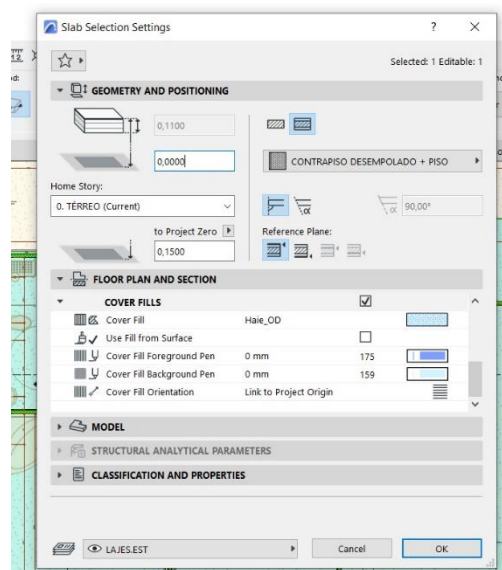 Slab Selection Settings ? ×
Selected: 1 Editable: 1
GEOMETRY AND POSITIONING
0,1100
0,0000
CONTRAPISO DESEMPOLADO + PISO
Home Story:
0. TÉRREO (Current)
α
α 90,00°
to Project Zero
Reference Plane:
0,1500
FLOOR PLAN AND SECTION
COVER FILLS
Cover Fill Haie_OD
Use Fill from Surface
Cover Fill Foreground Pen 0 mm 175
Cover Fill Background Pen 0 mm 159
Cover Fill Orientation Link to Project Origin
MODEL
STRUCTURAL ANALYTICAL PARAMETERS
CLASSIFICATION AND PROPERTIES
LAJES.EST
Cancel
OK